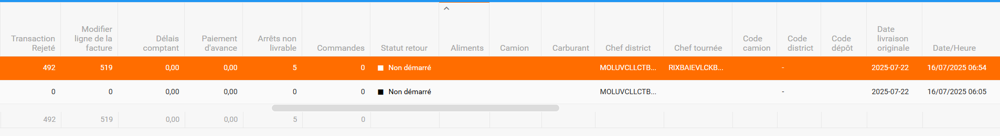 Transaction Rejeté Modifier ligne de la facture Délais comptant Paiement d'avance Arrêts non livrable Commandes Statut retour Aliments Camion Carburant Chef district Chef tournée Code camion Code district Code dépôt Date livraison originale Date/Heure
492 519 0,00 0,00 5 0 Non démarré MOLUVCLLCTB... RIXBAIEVLCKB... - 2025-07-22 16/07/2025 06:54
0 0 0,00 0,00 0 0 Non démarré MOLUVCLLCTB... - 2025-07-22 16/07/2025 06:05
492 519 0,00 0,00 5 0